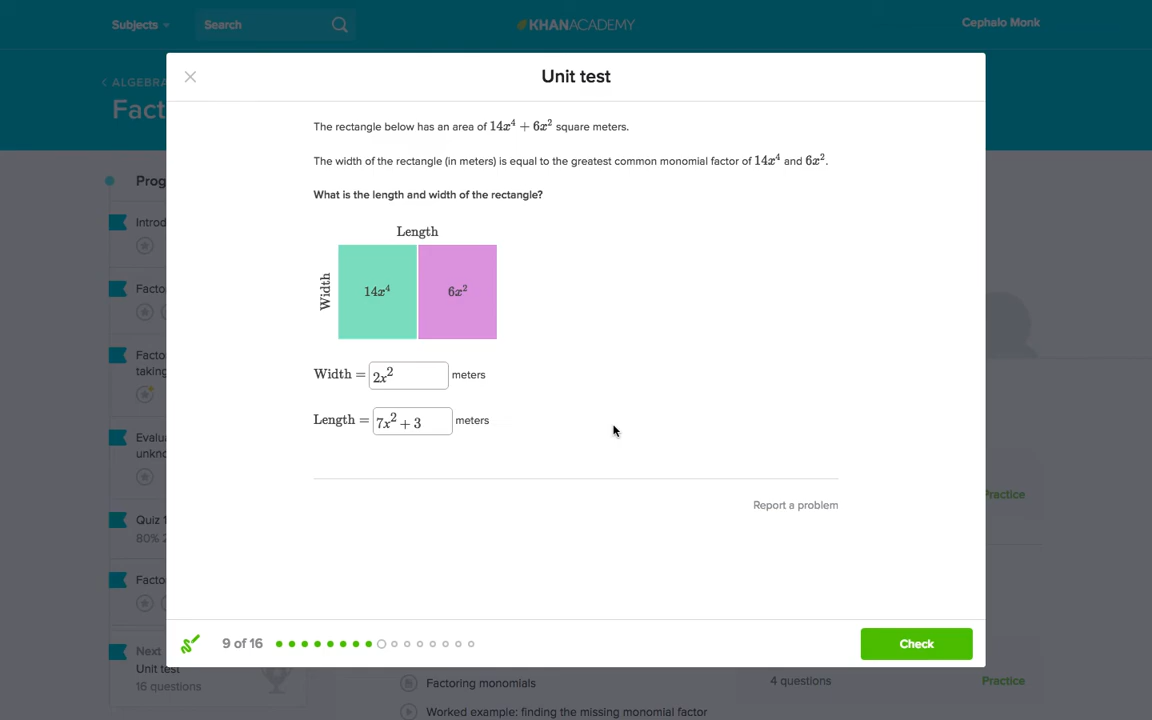 Subjects
Search
KHANACADEMY
Cephalo Monk
ALGEBRA
Fact
Unit test
The rectangle below has an area of 14x⁴ + 6x² square meters.
The width of the rectangle (in meters) is equal to the greatest common monomial factor of 14x⁴ and 6x².
What is the length and width of the rectangle?
Length
Width
14x⁴
6x²
Width = 2x² meters
Length = 7x² + 3 meters
Report a problem
9 of 16
Check
Prog
Introd
Facto
Facto
taking
Evalu
unkno
Quiz 1
80%
Facto
Next
Unit test
16 questions
Practice
Factoring monomials
4 questions
Practice
Worked example: finding the missing monomial factor